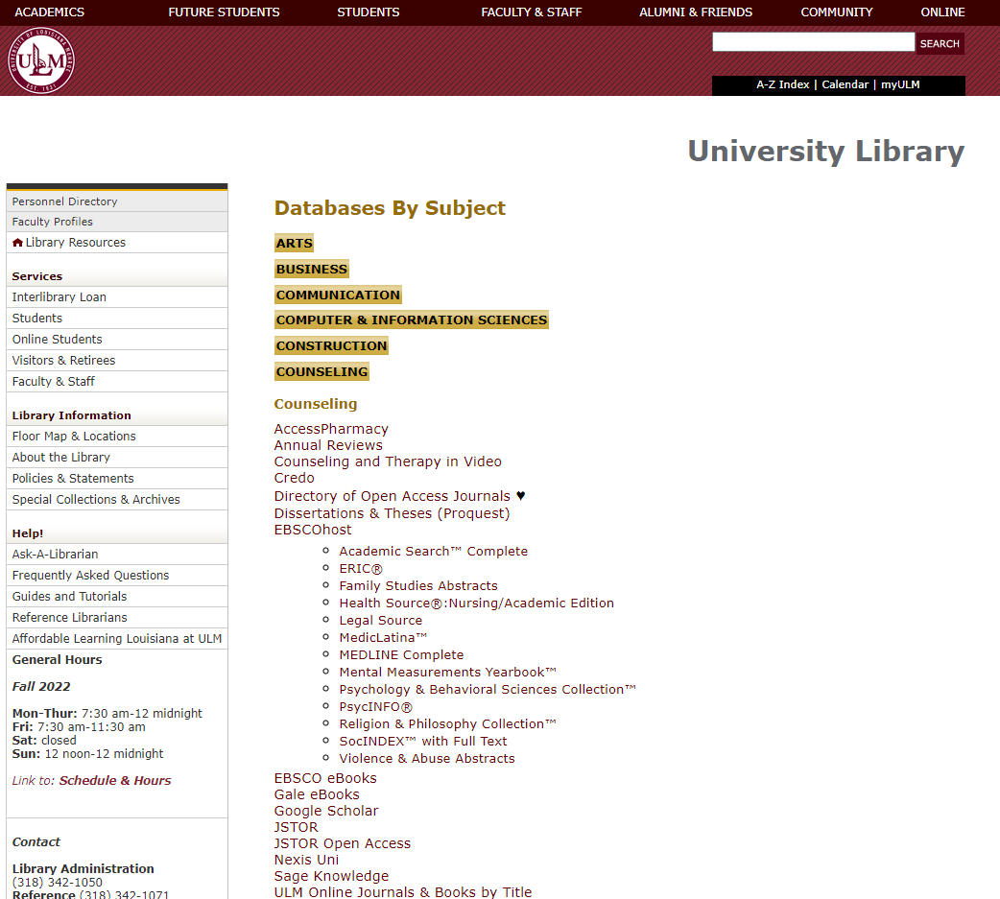 ACADEMICS FUTURE STUDENTS STUDENTS FACULTY & STAFF ALUMNI & FRIENDS COMMUNITY ONLINE
UNIVERSITY OF LOUISIANA MONROE
ULM
EST. 1931
SEARCH
A-Z Index | Calendar | myULM
University Library
Personnel Directory
Faculty Profiles
Library Resources
Services
Interlibrary Loan
Students
Online Students
Visitors & Retirees
Faculty & Staff
Library Information
Floor Map & Locations
About the Library
Policies & Statements
Special Collections & Archives
Help!
Ask-A-Librarian
Frequently Asked Questions
Guides and Tutorials
Reference Librarians
Affordable Learning Louisiana at ULM
General Hours
Fall 2022
Mon-Thur: 7:30 am-12 midnight
Fri: 7:30 am-11:30 am
Sat: closed
Sun: 12 noon-12 midnight
Link to: Schedule & Hours
Contact
Library Administration
(318) 342-1050
Reference (318) 342-1071
Databases By Subject
ARTS
BUSINESS
COMMUNICATION
COMPUTER & INFORMATION SCIENCES
CONSTRUCTION
COUNSELING
Counseling
AccessPharmacy
Annual Reviews
Counseling and Therapy in Video
Credo
Directory of Open Access Journals ♥
Dissertations & Theses (Proquest)
EBSCOhost
Academic Search™ Complete
ERIC®
Family Studies Abstracts
Health Source®:Nursing/Academic Edition
Legal Source
MedicLatina™
MEDLINE Complete
Mental Measurements Yearbook™
Psychology & Behavioral Sciences Collection™
PsycINFO®
Religion & Philosophy Collection™
SocINDEX™ with Full Text
Violence & Abuse Abstracts
EBSCO eBooks
Gale eBooks
Google Scholar
JSTOR
JSTOR Open Access
Nexis Uni
Sage Knowledge
ULM Online Journals & Books by Title